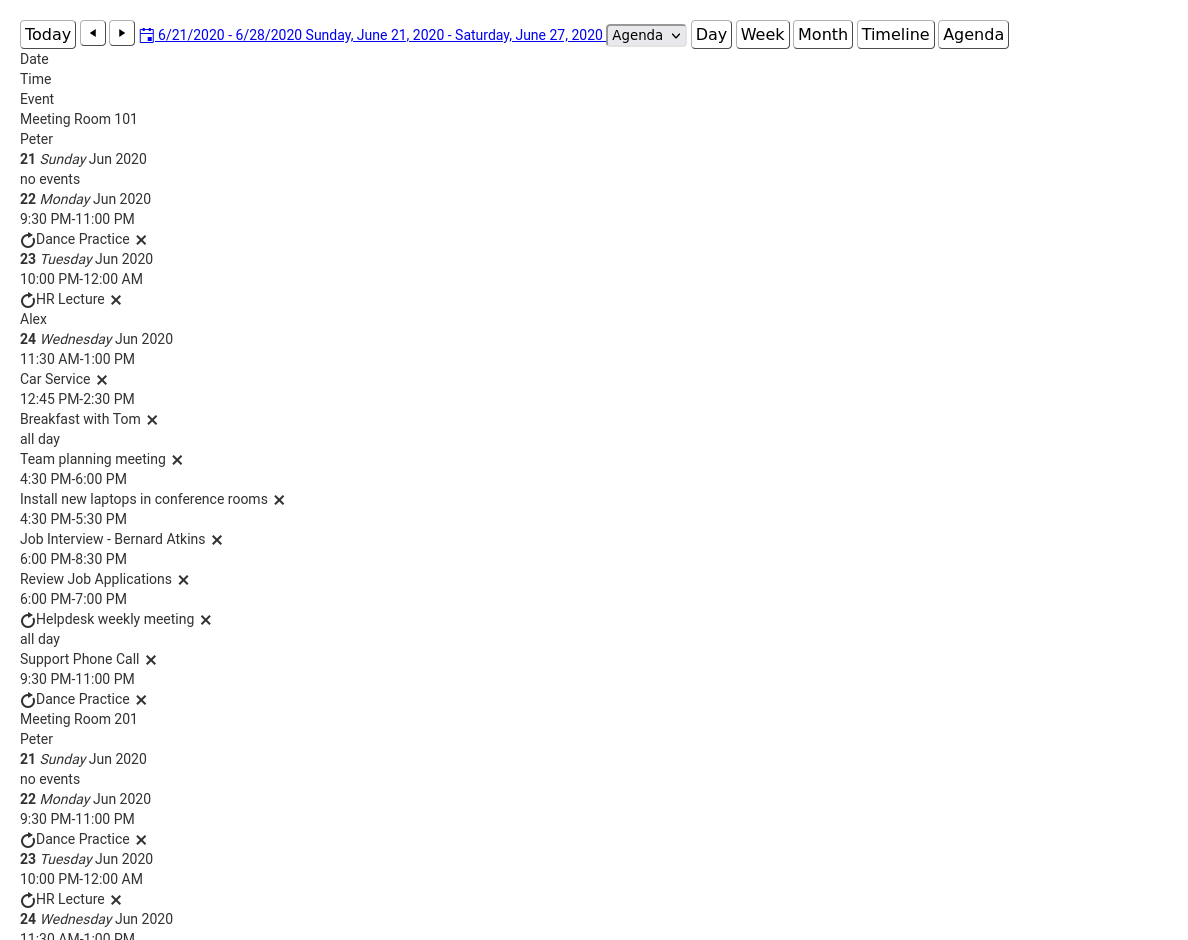 Today 6/21/2020 - 6/28/2020 Sunday, June 21, 2020 - Saturday, June 27, 2020 Agenda Day Week Month Timeline Agenda
Date
Time
Event
Meeting Room 101
Peter
21 Sunday Jun 2020
no events
22 Monday Jun 2020
9:30 PM-11:00 PM
Dance Practice
23 Tuesday Jun 2020
10:00 PM-12:00 AM
HR Lecture
Alex
24 Wednesday Jun 2020
11:30 AM-1:00 PM
Car Service
12:45 PM-2:30 PM
Breakfast with Tom
all day
Team planning meeting
4:30 PM-6:00 PM
Install new laptops in conference rooms
4:30 PM-5:30 PM
Job Interview - Bernard Atkins
6:00 PM-8:30 PM
Review Job Applications
6:00 PM-7:00 PM
Helpdesk weekly meeting
all day
Support Phone Call
9:30 PM-11:00 PM
Dance Practice
Meeting Room 201
Peter
21 Sunday Jun 2020
no events
22 Monday Jun 2020
9:30 PM-11:00 PM
Dance Practice
23 Tuesday Jun 2020
10:00 PM-12:00 AM
HR Lecture
24 Wednesday Jun 2020
11:30 AM-1:00 PM